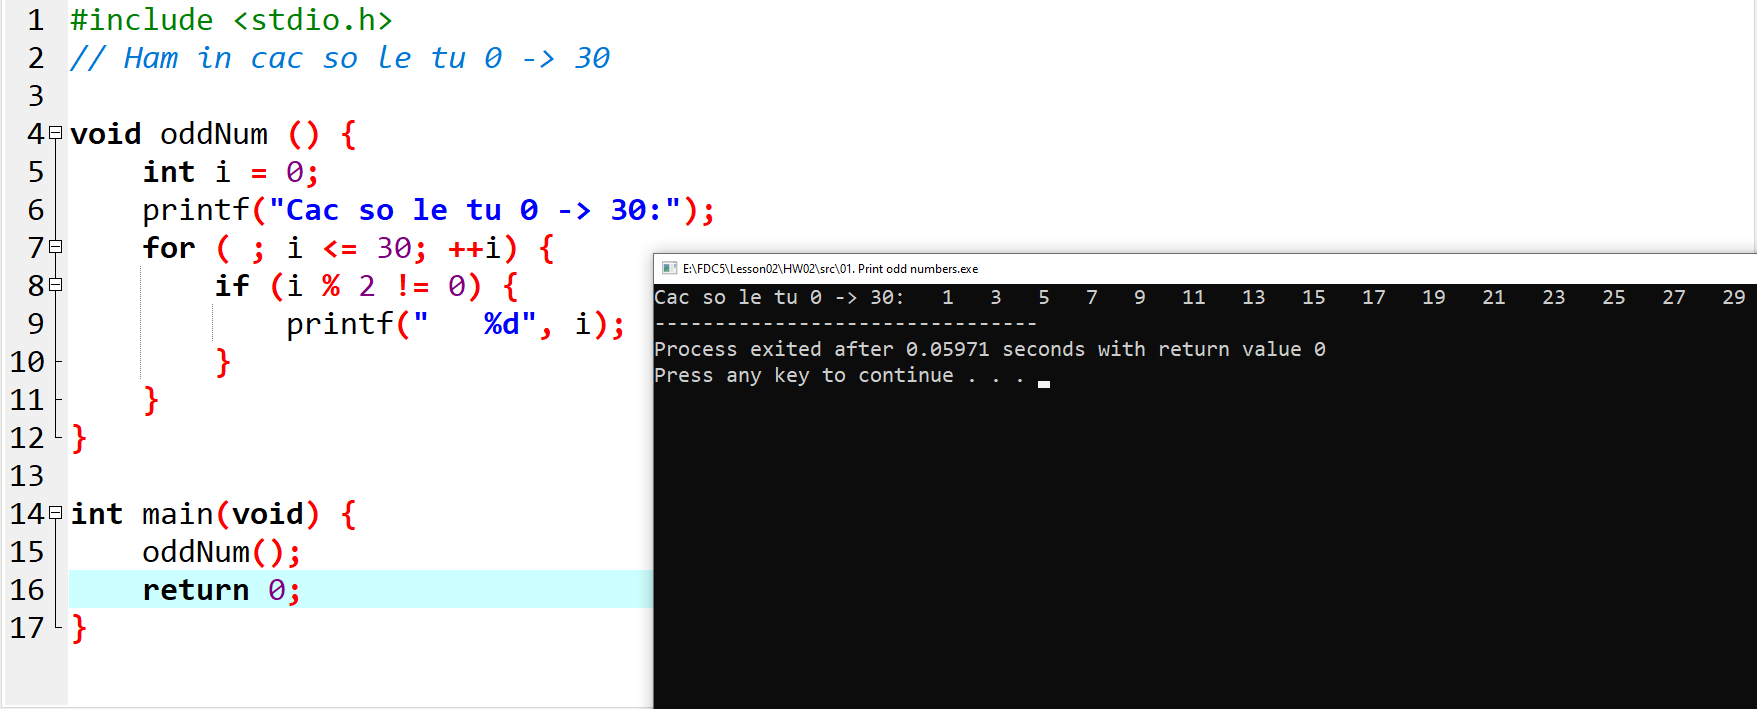 1 #include <stdio.h>
2 // Ham in cac so le tu 0 -> 30
3
4 void oddNum () {
5     int i = 0;
6     printf("Cac so le tu 0 -> 30:");
7     for ( ; i <= 30; ++i) {
8         if (i % 2 != 0) {
9             printf("   %d", i);
10         }
11     }
12 }
13
14 int main(void) {
15     oddNum();
16     return 0;
17 }
E:\FDC5\Lesson02\HW02\src\01. Print odd numbers.exe
Cac so le tu 0 -> 30:   1   3   5   7   9   11   13   15   17   19   21   23   25   27   29
--------------------------------
Process exited after 0.05971 seconds with return value 0
Press any key to continue . . .